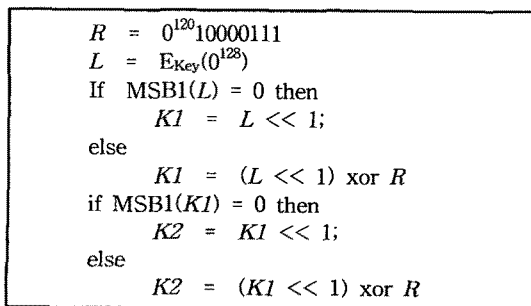 R = 0^120 10000111
L = E_Key(0^128)
If MSB1(L) = 0 then
K1 = L << 1;
else
K1 = (L << 1) xor R
if MSB1(K1) = 0 then
K2 = K1 << 1;
else
K2 = (K1 << 1) xor R